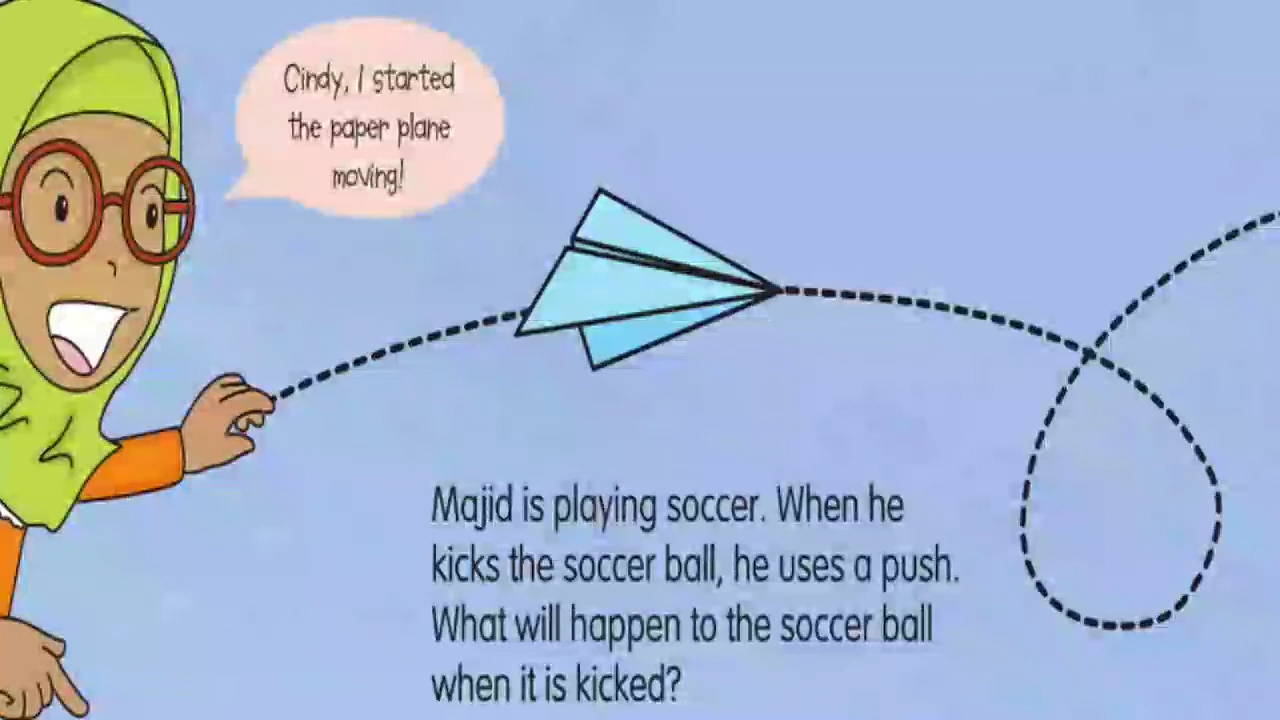 Cindy, I started
the paper plane
moving!
Majid is playing soccer. When he
kicks the soccer ball, he uses a push.
What will happen to the soccer ball
when it is kicked?